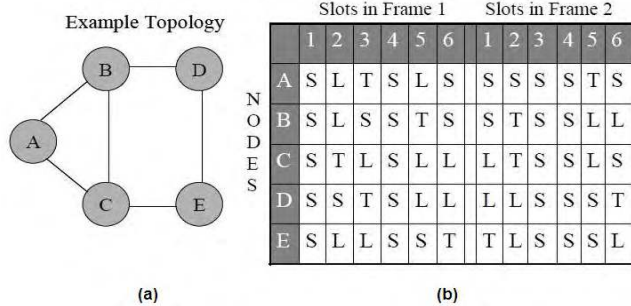 Example Topology
B
D
A
C
E
(a)
Slots in Frame 1 Slots in Frame 2
1 2 3 4 5 6 1 2 3 4 5 6
NODES
A S L T S L S S S S S T S
B S L S S T S S T S S L L
C S T L S L L L T S S L S
D S S T S L L L L S S S T
E S L L S S T T L S S S L
(b)